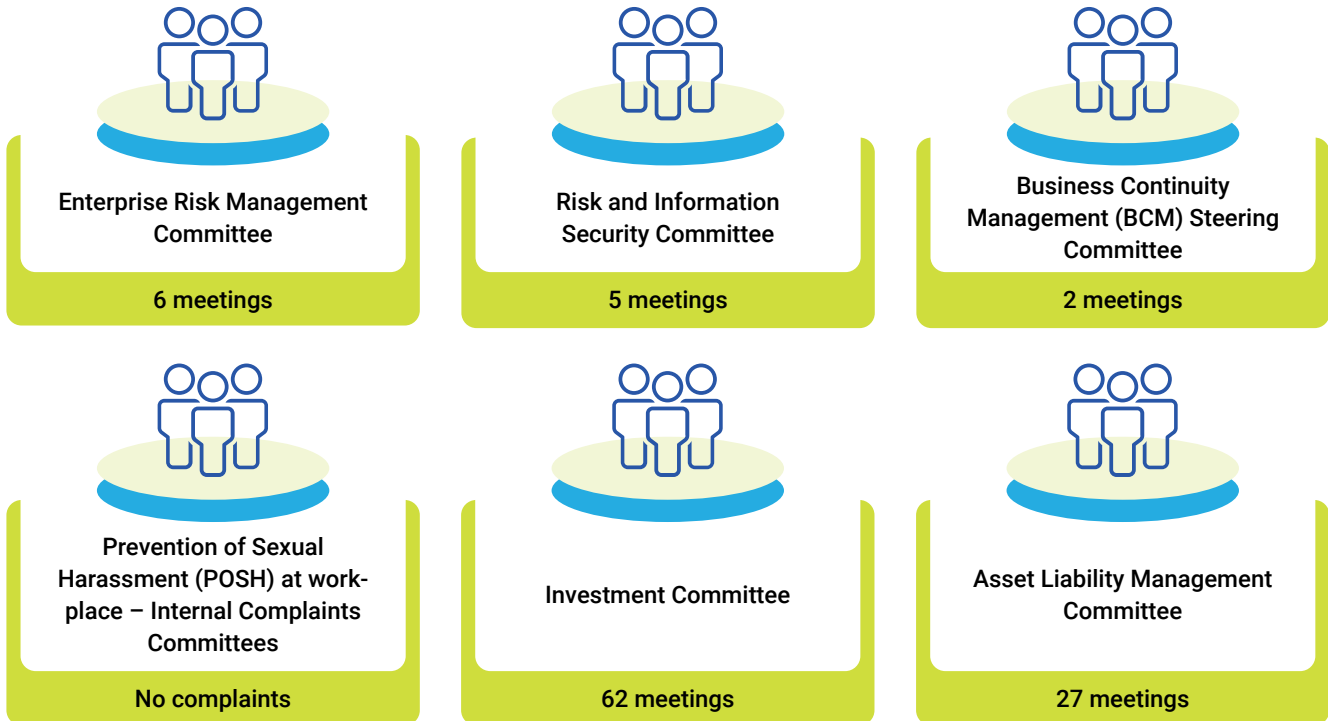 Enterprise Risk Management
Committee
6 meetings
Risk and Information
Security Committee
5 meetings
Business Continuity
Management (BCM) Steering
Committee
2 meetings
Prevention of Sexual
Harassment (POSH) at work-
place – Internal Complaints
Committees
No complaints
Investment Committee
62 meetings
Asset Liability Management
Committee
27 meetings